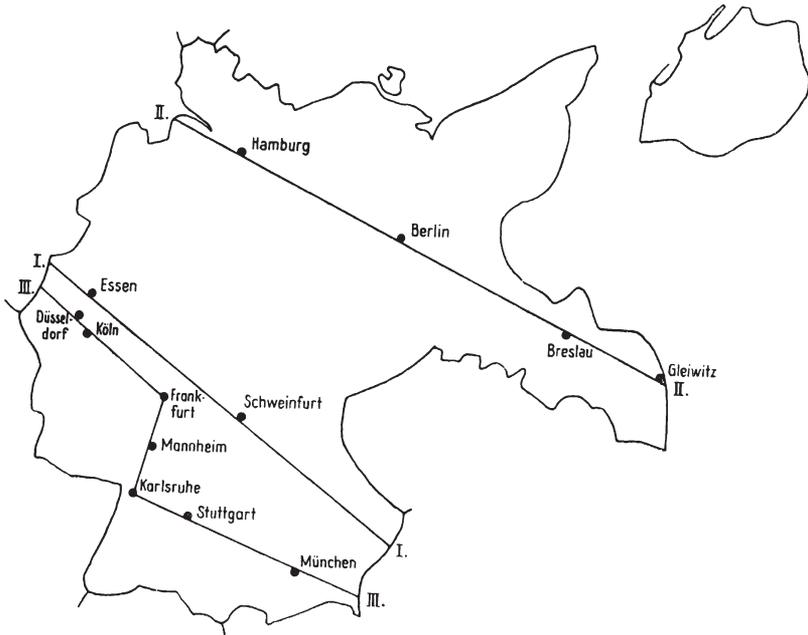 II.
Hamburg
Berlin
I.
III.
Essen
Düssel-
dorf
Köln
Breslau
Gleiwitz
II.
Frank-
furt
Schweinfurt
Mannheim
Karlsruhe
Stuttgart
München
I.
III.